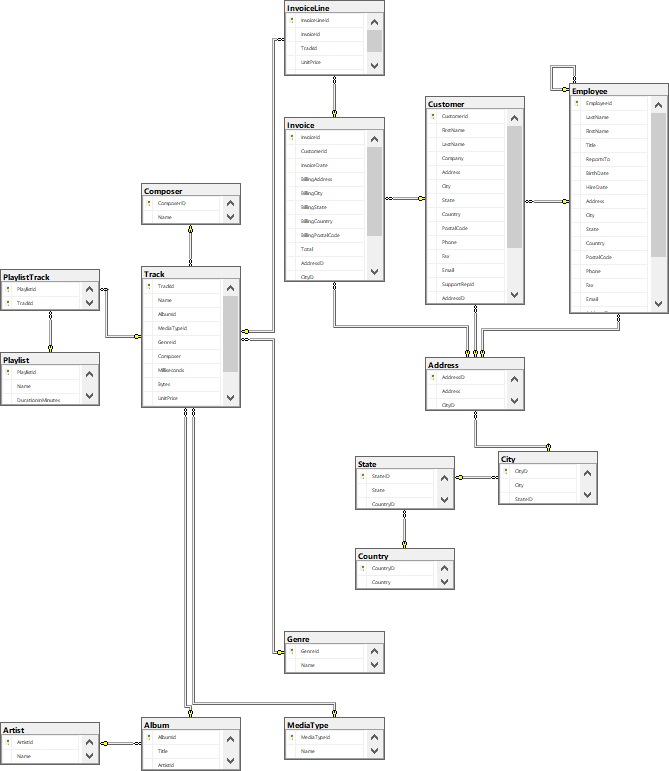 InvoiceLine
InvoiceLineId
InvoiceId
TrackId
UnitPrice
Invoice
InvoiceId
CustomerId
InvoiceDate
BillingAddress
BillingCity
BillingState
BillingCountry
BillingPostalCode
Total
AddressID
CityID
Customer
CustomerId
FirstName
LastName
Company
Address
City
State
Country
PostalCode
Phone
Fax
Email
SupportRepId
AddressID
Employee
EmployeeId
LastName
FirstName
Title
ReportsTo
BirthDate
HireDate
Address
City
State
Country
PostalCode
Phone
Fax
Email
Composer
ComposerID
Name
Track
TrackId
Name
AlbumId
MediaTypeId
GenreId
Composer
Milliseconds
Bytes
UnitPrice
PlaylistTrack
PlaylistId
TrackId
Playlist
PlaylistId
Name
DurationInMinutes
Address
AddressID
Address
CityID
State
StateID
State
CountryID
City
CityID
City
StateID
Country
CountryID
Country
Genre
GenreId
Name
Artist
ArtistId
Name
Album
AlbumId
Title
ArtistId
MediaType
MediaTypeId
Name